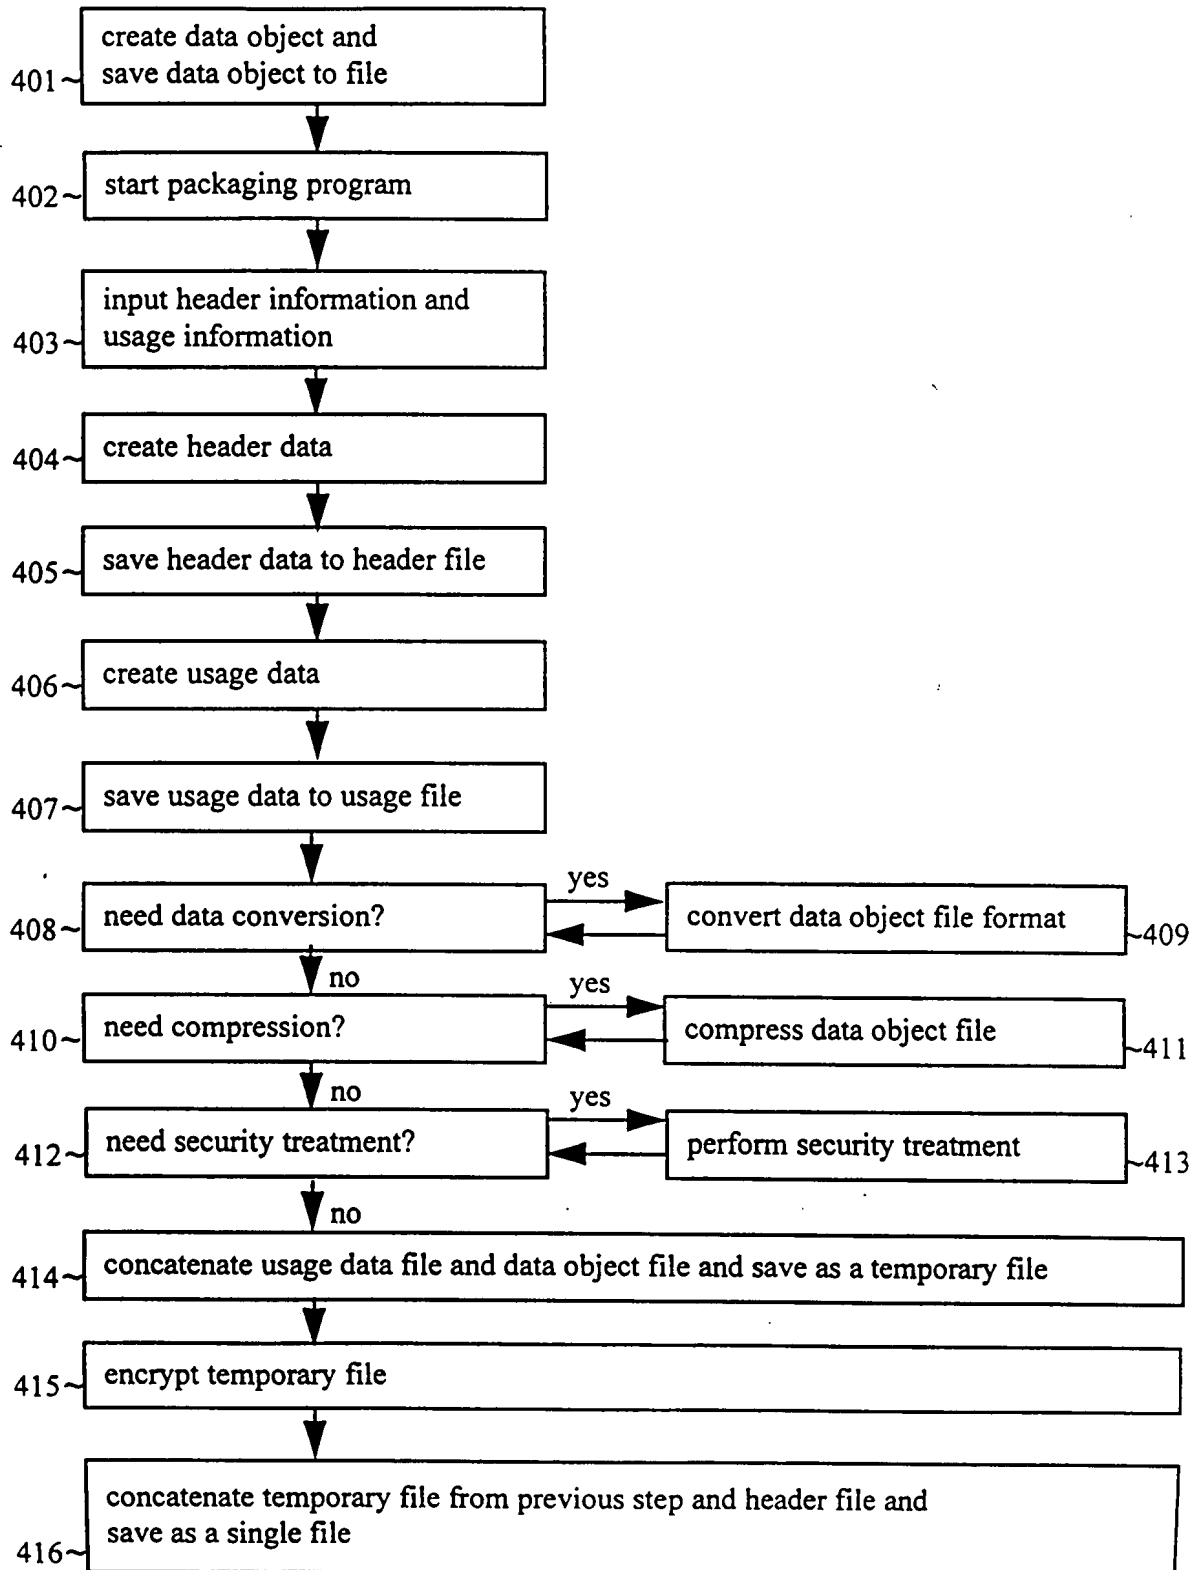 create data object and
save data object to file
401~
start packaging program
402~
input header information and
usage information
403~
create header data
404~
save header data to header file
405~
create usage data
406~
save usage data to usage file
407~
need data conversion?
408~
yes
convert data object file format
~409
no
need compression?
410~
yes
compress data object file
~411
no
need security treatment?
412~
yes
perform security treatment
~413
no
concatenate usage data file and data object file and save as a temporary file
414~
encrypt temporary file
415~
concatenate temporary file from previous step and header file and
save as a single file
416~